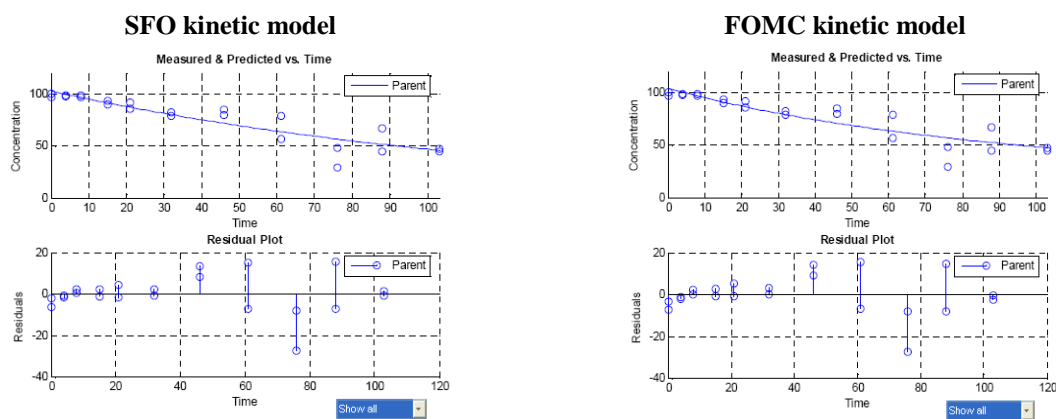 SFO kinetic model
Measured & Predicted vs. Time
Parent
Concentration
100
50
0
0 10 20 30 40 50 60 70 80 90 100
Time
Residual Plot
Parent
Residuals
20
0
-20
-40
0 20 40 60 80 100 120
Time
Show all
FOMC kinetic model
Measured & Predicted vs. Time
Parent
Concentration
100
50
0
0 10 20 30 40 50 60 70 80 90 100
Time
Residual Plot
Parent
Residuals
20
0
-20
-40
0 20 40 60 80 100 120
Time
Show all